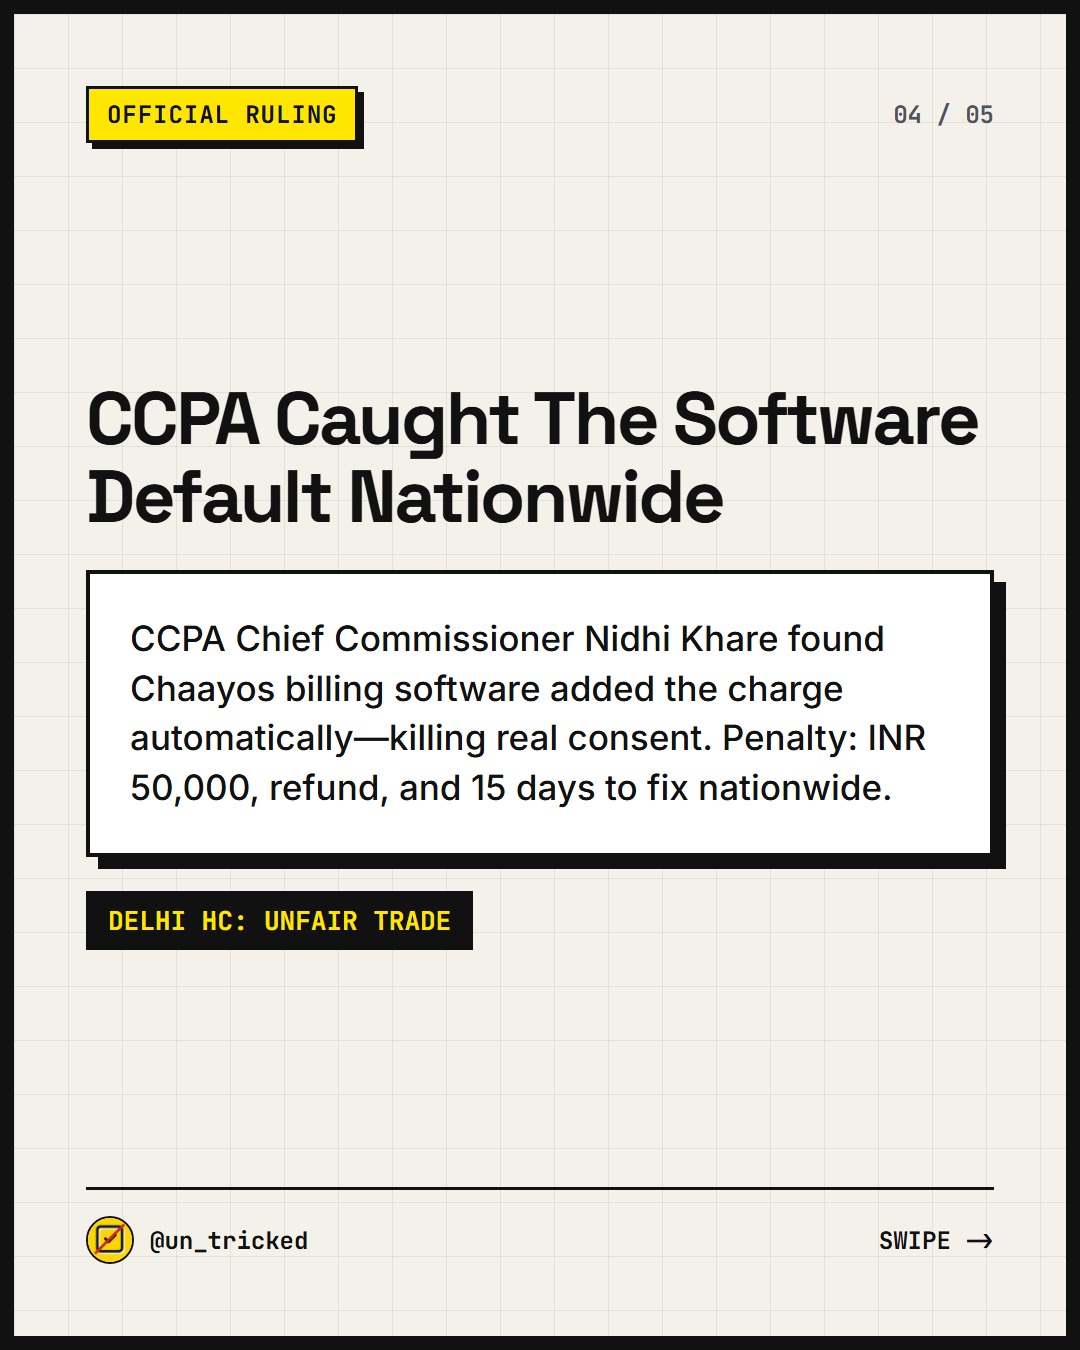 OFFICIAL RULING
04 / 05
CCPA Caught The Software
Default Nationwide
CCPA Chief Commissioner Nidhi Khare found
Chaayos billing software added the charge
automatically—killing real consent. Penalty: INR
50,000, refund, and 15 days to fix nationwide.
DELHI HC: UNFAIR TRADE
@un_tricked
SWIPE →